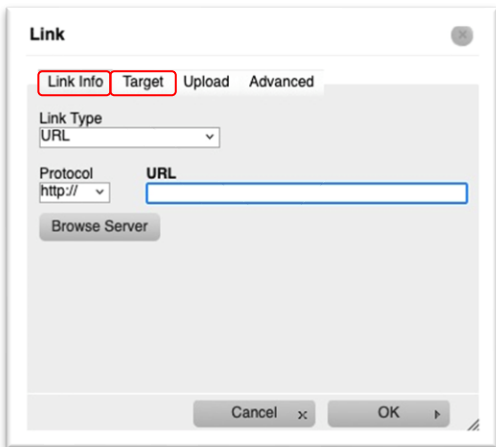 Link
Link Info Target Upload Advanced
Link Type
URL
Protocol URL
http://
Browse Server
Cancel OK